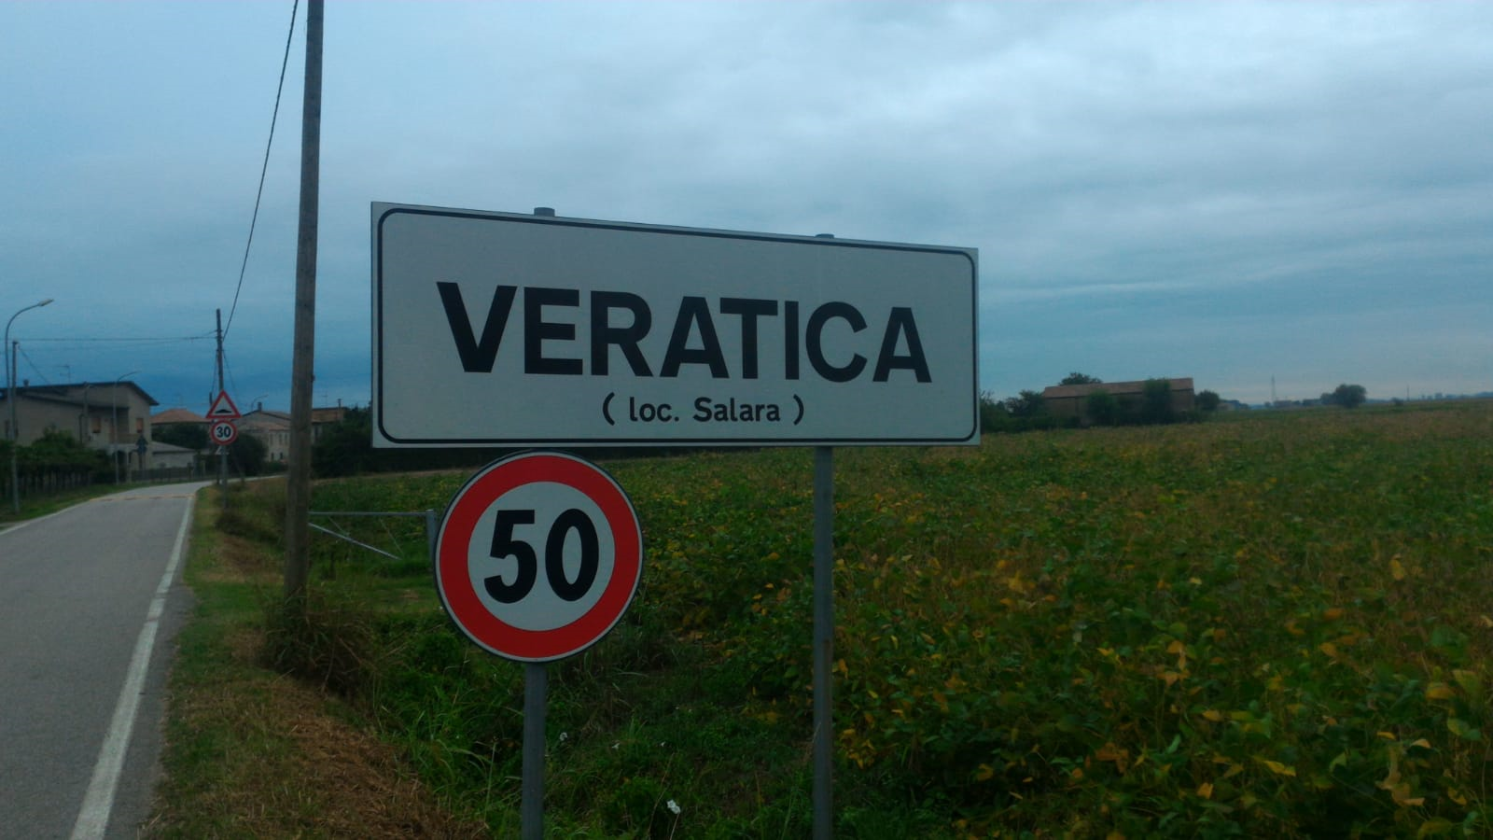 VERATICA
( loc. Salara )
50
30